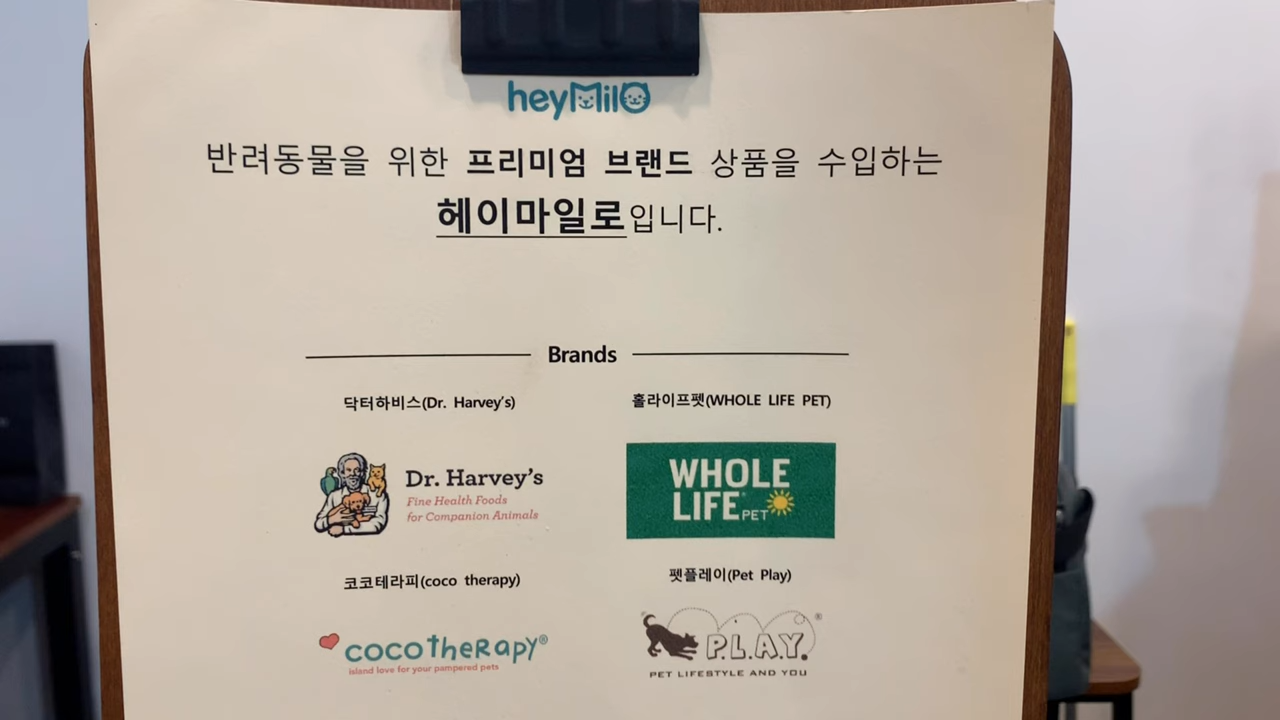 heyMilO
반려동물을 위한 프리미엄 브랜드 상품을 수입하는
헤이마일로입니다.
Brands
닥터하비스(Dr. Harvey's)
홀라이프펫(WHOLE LIFE PET)
Dr. Harvey's
Fine Health Foods
for Companion Animals
WHOLE
LIFE® PET
코코테라피(coco therapy)
펫플레이(Pet Play)
cocotherapy®
island love for your pampered pets
P.L.A.Y.®
PET LIFESTYLE AND YOU